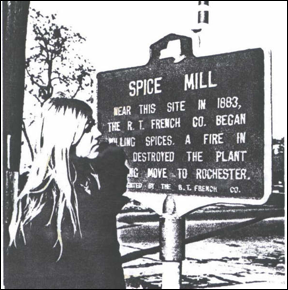 SPICE MILL
NEAR THIS SITE IN 1883,
THE R.T. FRENCH CO. BEGAN
ILLING SPICES. A FIRE IN
DESTROYED THE PLANT
MOVE TO ROCHESTER.
BY THE R.T. FRENCH CO.